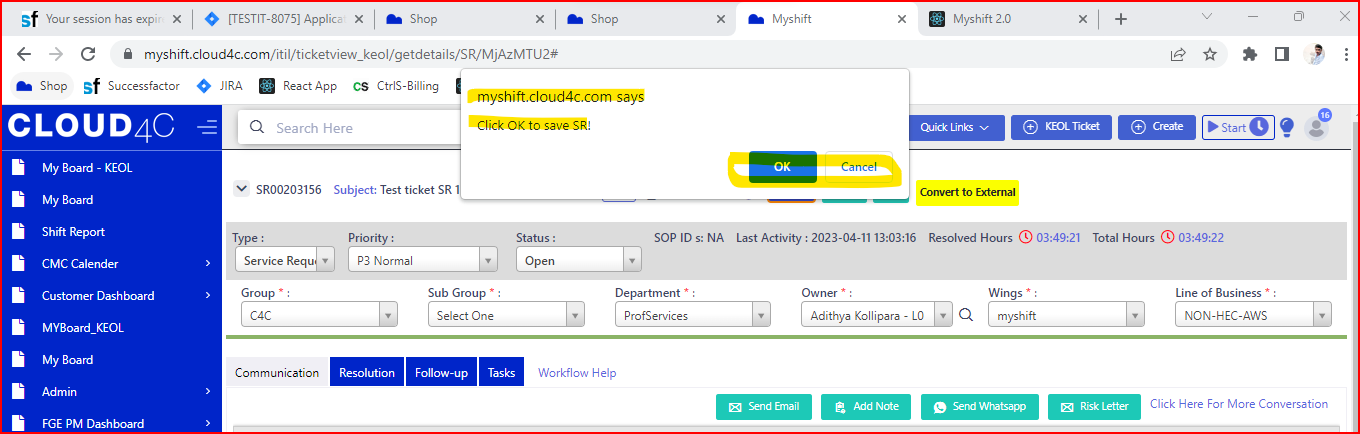 Your session has expir
[TESTIT-8075] Applicat
Shop
Shop
Myshift
Myshift 2.0
myshift.cloud4c.com/itil/ticketview_keol/getdetails/SR/MjAzMTU2#
Shop
Successfactor
JIRA
React App
CtrlS-Billing
myshift.cloud4c.com says
Click OK to save SR!
OK
Cancel
CLOUD4C
Search Here
Quick Links
KEOL Ticket
Create
Start
16
My Board - KEOL
My Board
Shift Report
CMC Calender
Customer Dashboard
MYBoard_KEOL
My Board
Admin
FGE PM Dashboard
SR00203156 Subject: Test ticket SR 1
Convert to External
Type :
Priority :
Status :
SOP ID s: NA Last Activity : 2023-04-11 13:03:16 Resolved Hours 03:49:21 Total Hours 03:49:22
Service Requ
P3 Normal
Open
Group * :
Sub Group * :
Department * :
Owner * :
Wings * :
Line of Business * :
C4C
Select One
ProfServices
Adithya Kollipara - L0
myshift
NON-HEC-AWS
Communication
Resolution
Follow-up
Tasks
Workflow Help
Send Email
Add Note
Send Whatsapp
Risk Letter
Click Here For More Conversation